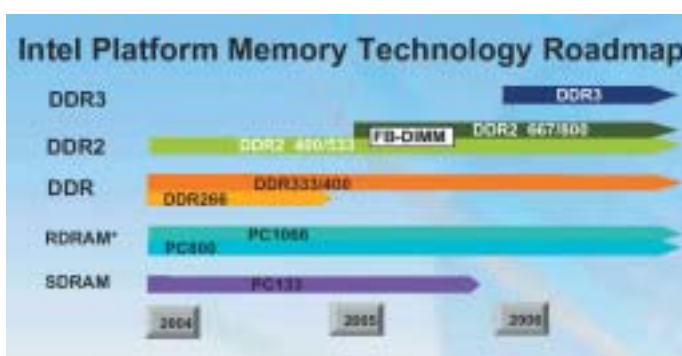 Intel Platform Memory Technology Roadmap
DDR3
DDR3
DDR2
DDR2 400/533
FB-DIMM
DDR2 667/800
DDR
DDR333/400
DDR266
RDRAM*
PC1066
PC800
SDRAM
PC133
2004
2005
2006